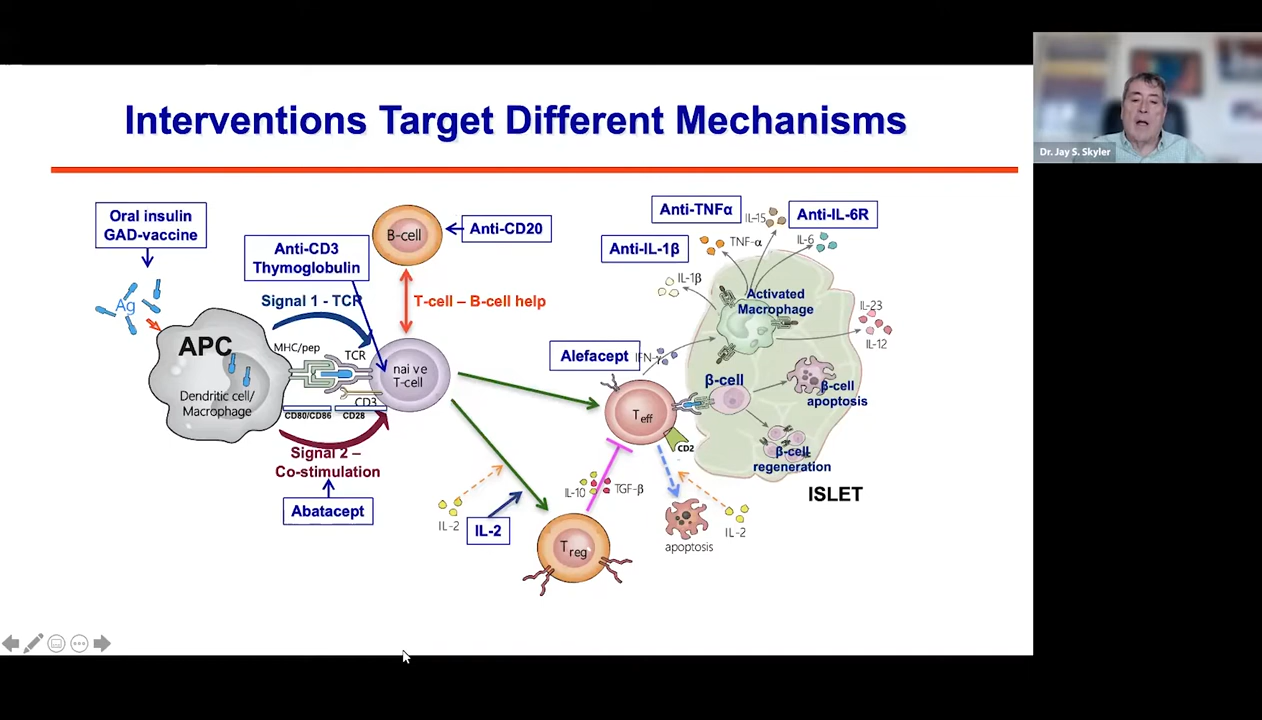 Interventions Target Different Mechanisms
Dr. Jay S. Skyler
Oral insulin
GAD-vaccine
Ag
APC
Dendritic cell/
Macrophage
Anti-CD3
Thymoglobulin
Signal 1 - TCR
MHC/pep
TCR
CD3
CD80/CD86
CD28
Signal 2 –
Co-stimulation
Abatacept
B-cell
Anti-CD20
T-cell – B-cell help
nai ve
T-cell
IL-2
IL-2
Treg
IL-10
TGF-β
Alefacept
IFN-γ
Teff
CD2
apoptosis
IL-2
Anti-TNFα
IL-15
Anti-IL-6R
TNF-α
IL-6
Anti-IL-1β
IL-1β
Activated
Macrophage
IL-23
IL-12
β-cell
β-cell
apoptosis
β-cell
regeneration
ISLET